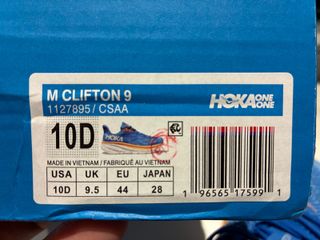 M CLIFTON 9
1127895 / CSAA
HOKA ONE ONE
10D
HOKA
MADE IN VIETNAM / FABRIQUÉ AU VIETNAM
USA UK EU JAPAN
10D 9.5 44 28
1 96565 17599 1